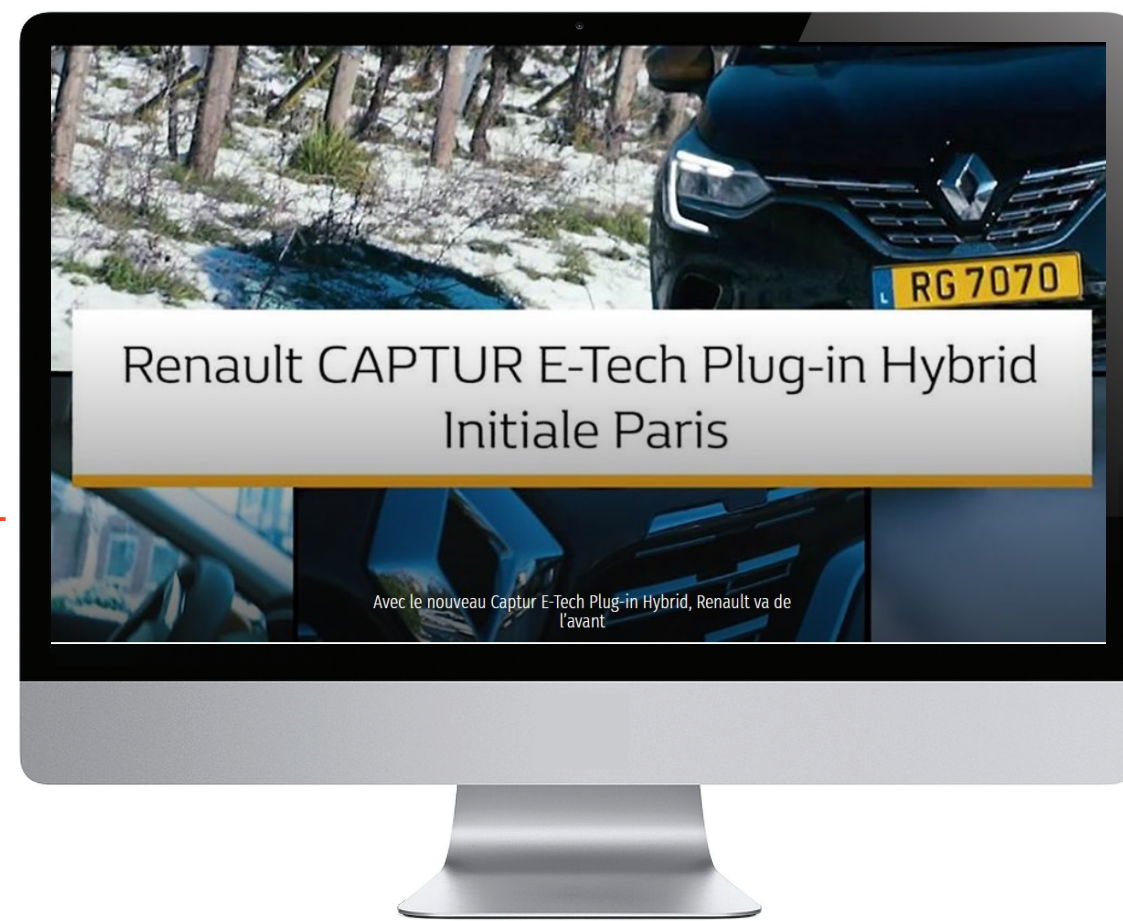 L
RG 7070
Renault CAPTUR E-Tech Plug-in Hybrid
Initiale Paris
Avec le nouveau Captur E-Tech Plug-in Hybrid, Renault va de
l'avant